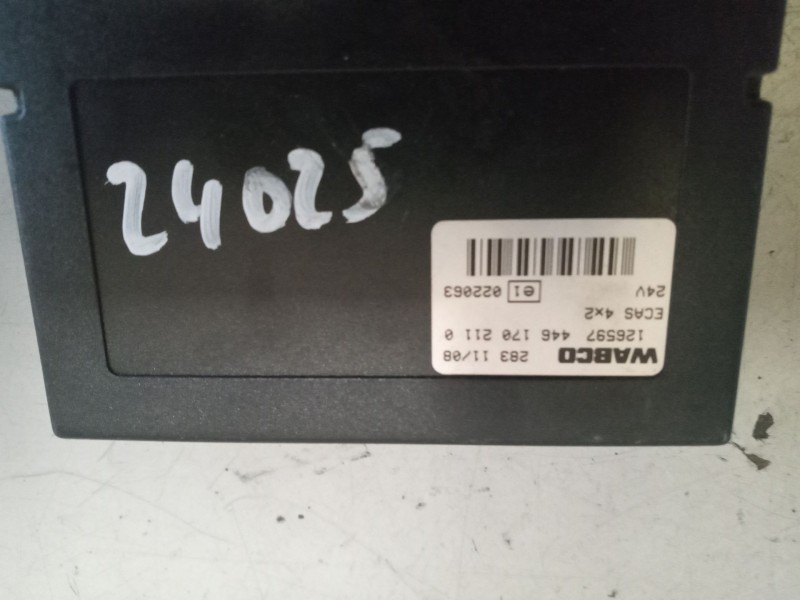 24025
WABCO 283 11/08
126597 446 170 211 0
ECAS 4x2
24V e1 022063